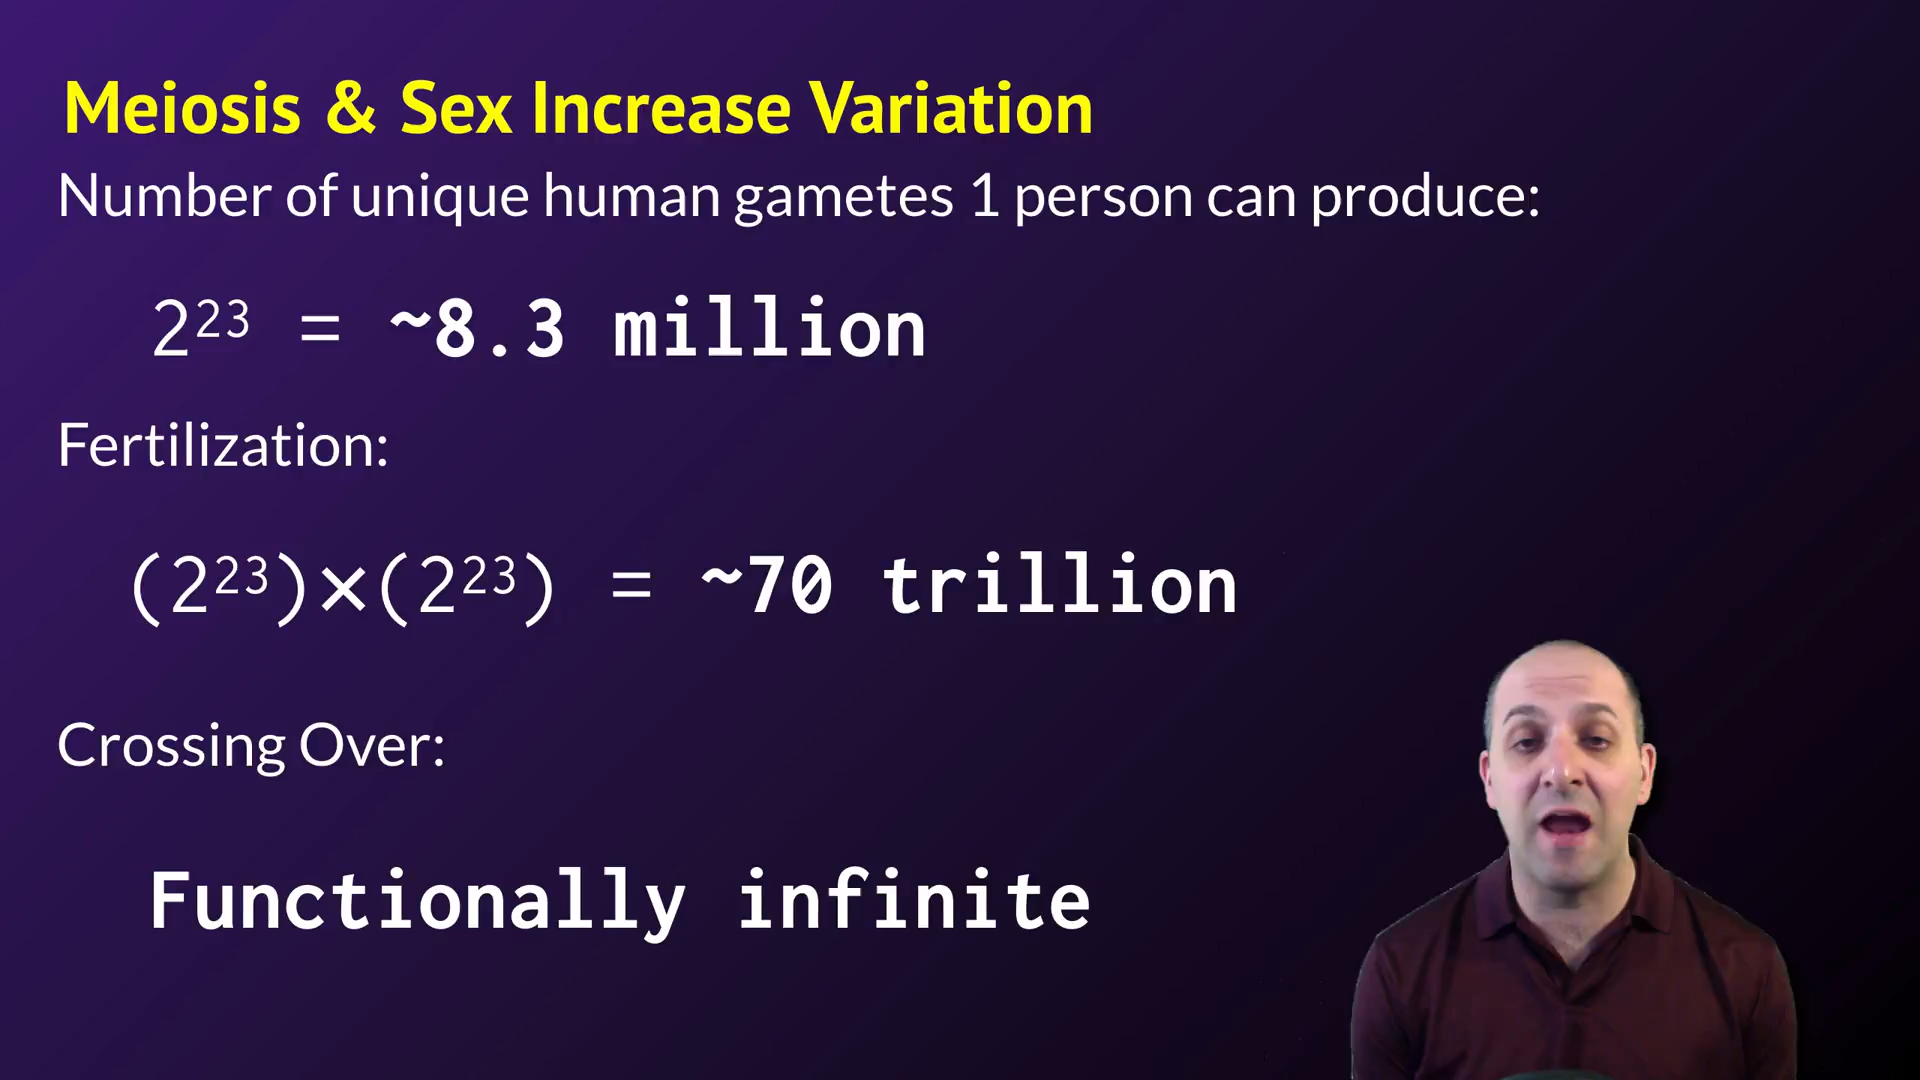 Meiosis & Sex Increase Variation
Number of unique human gametes 1 person can produce:
2²³ = ~8.3 million
Fertilization:
(2²³)×(2²³) = ~70 trillion
Crossing Over:
Functionally infinite